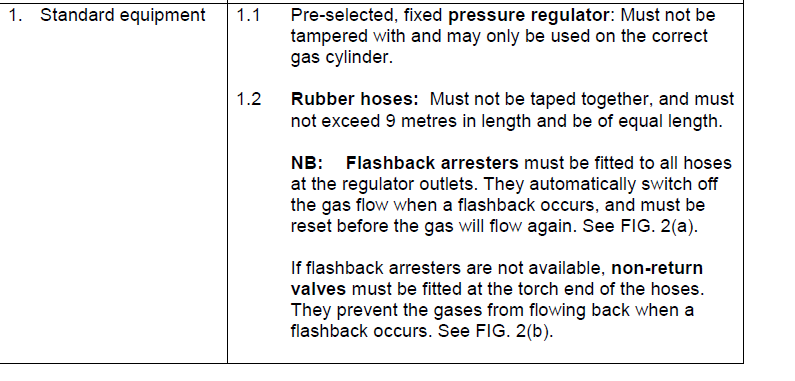 1. Standard equipment
1.1 Pre-selected, fixed pressure regulator: Must not be
tampered with and may only be used on the correct
gas cylinder.
1.2 Rubber hoses: Must not be taped together, and must
not exceed 9 metres in length and be of equal length.
NB: Flashback arresters must be fitted to all hoses
at the regulator outlets. They automatically switch off
the gas flow when a flashback occurs, and must be
reset before the gas will flow again. See FIG. 2(a).
If flashback arresters are not available, non-return
valves must be fitted at the torch end of the hoses.
They prevent the gases from flowing back when a
flashback occurs. See FIG. 2(b).